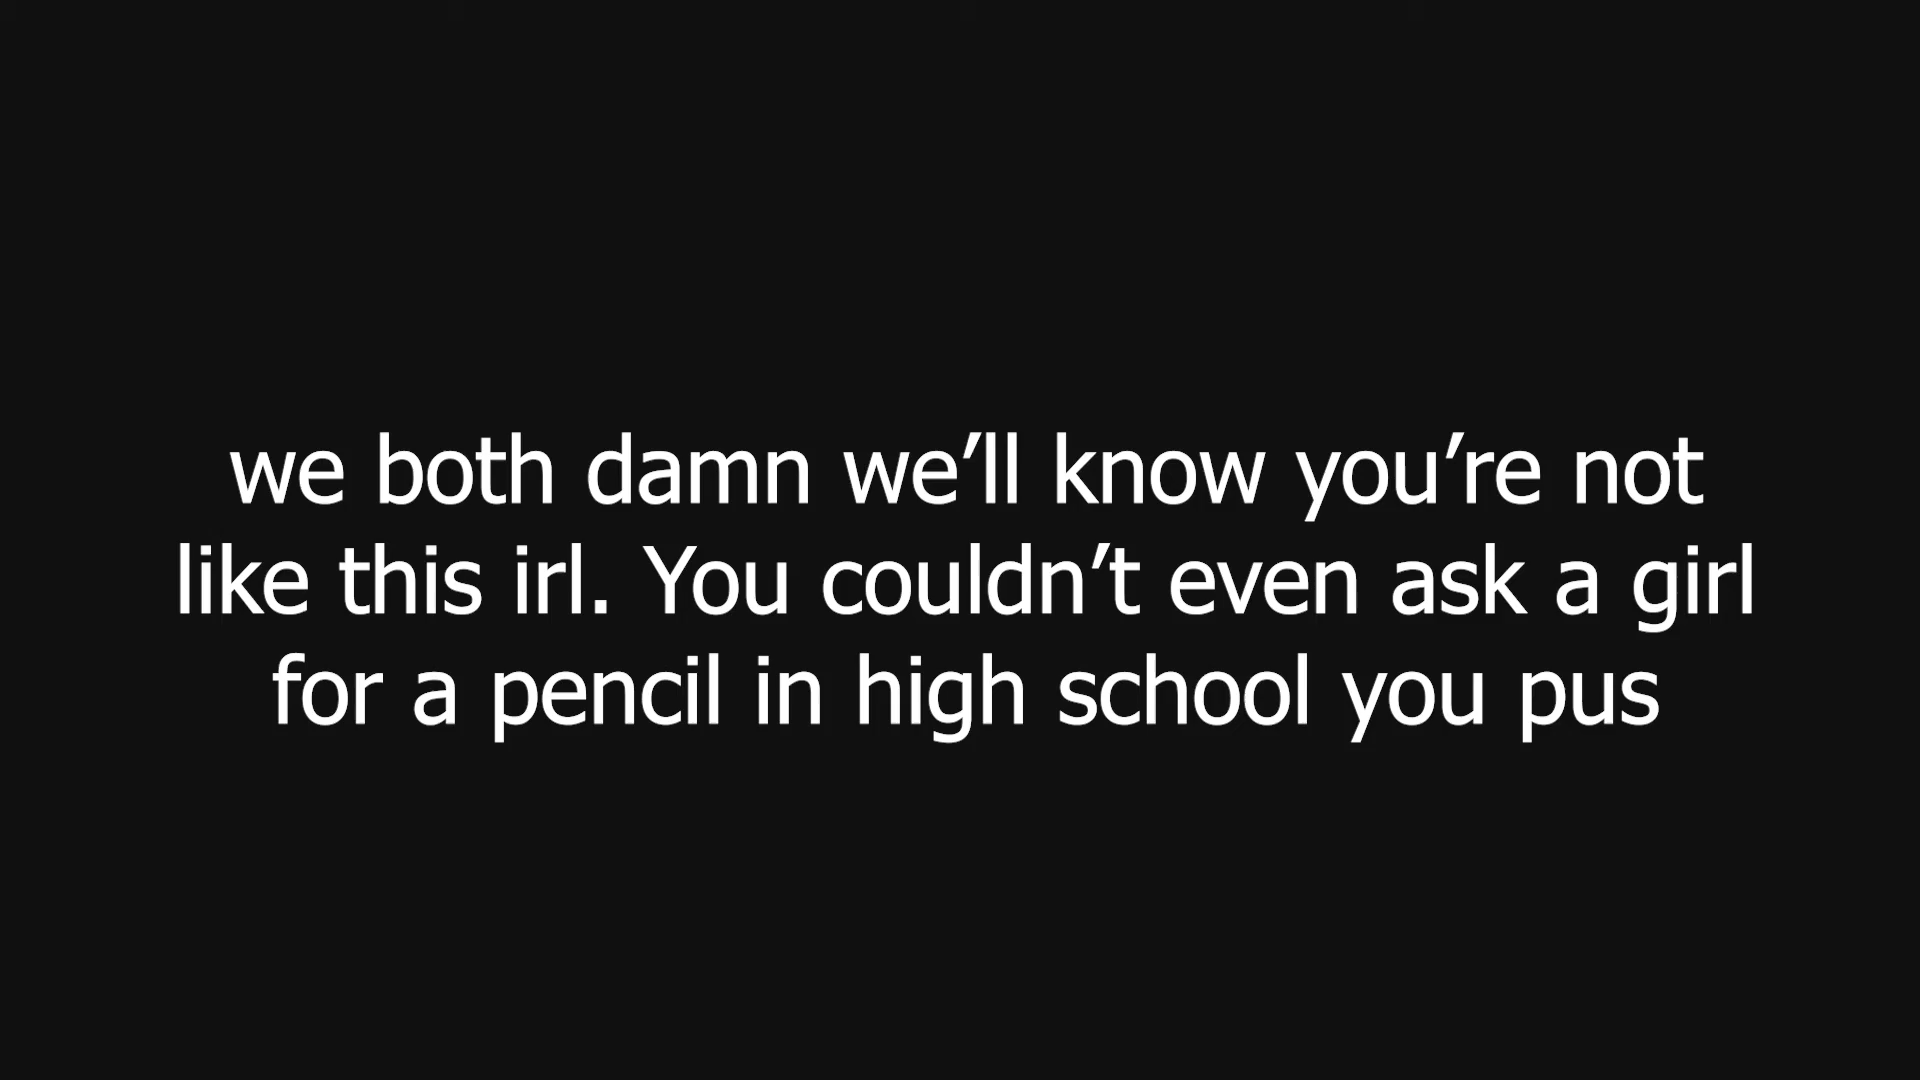 we both damn we’ll know you’re not
like this irl. You couldn’t even ask a girl
for a pencil in high school you pus